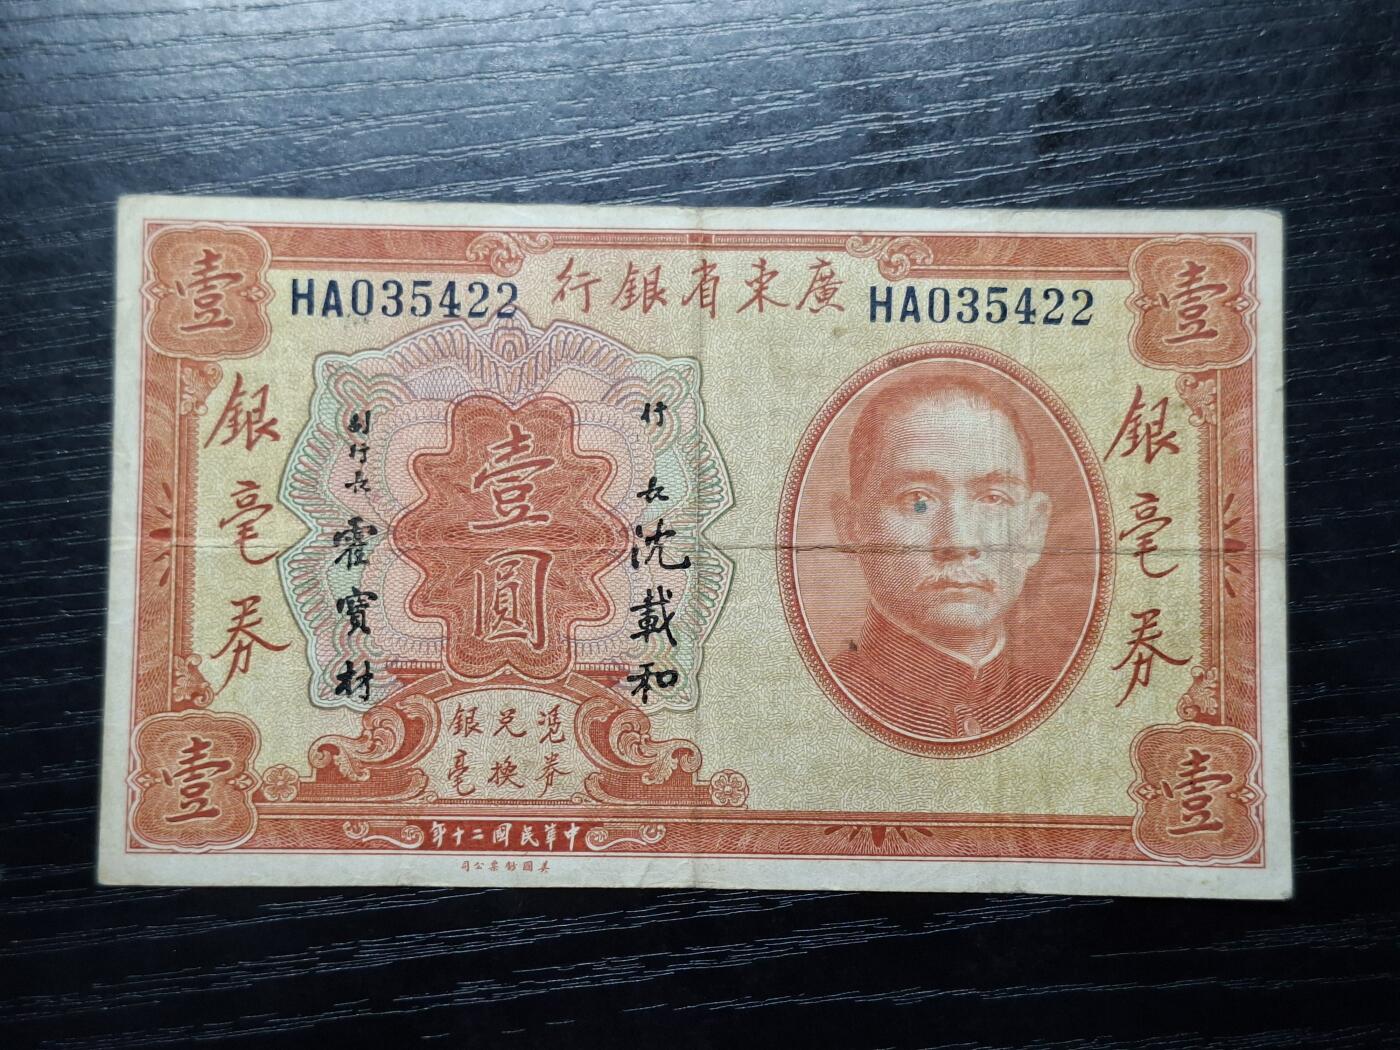 廣東省銀行
HA035422
HA035422
壹
壹
銀毫券
銀毫券
壹圓
行長沈載和
副行長霍寶材
憑券
兌換
銀毫
壹
壹
中華民國二十年
美國鈔票公司